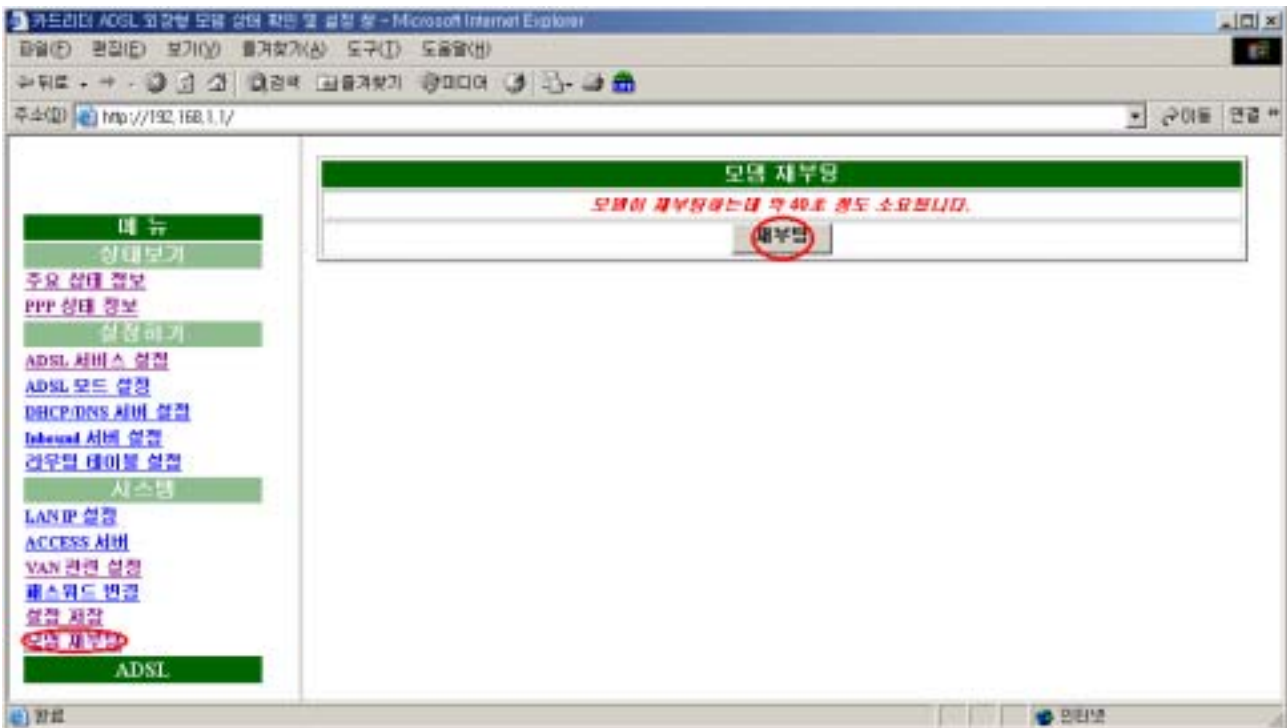 카드리더 ADSL 외장형 모뎀 상태 확인 및 설정 창 - Microsoft Internet Explorer
파일(F) 편집(E) 보기(V) 즐겨찾기(A) 도구(T) 도움말(H)
뒤로 검색 즐겨찾기 미디어
주소(D) http://192.168.1.1/ 이동 연결 »
모뎀 재부팅
모뎀이 재부팅하는데 약 40초 정도 소요됩니다.
재부팅
메 뉴
상태보기
주요 상태 정보
PPP 상태 정보
설정하기
ADSL 서비스 설정
ADSL 모드 설정
DHCP/DNS 서버 설정
Inbound 서버 설정
라우팅 테이블 설정
시스템
LAN IP 설정
ACCESS 서버
VAN 관련 설정
패스워드 변경
설정 저장
모뎀 재부팅
ADSL
완료 인터넷